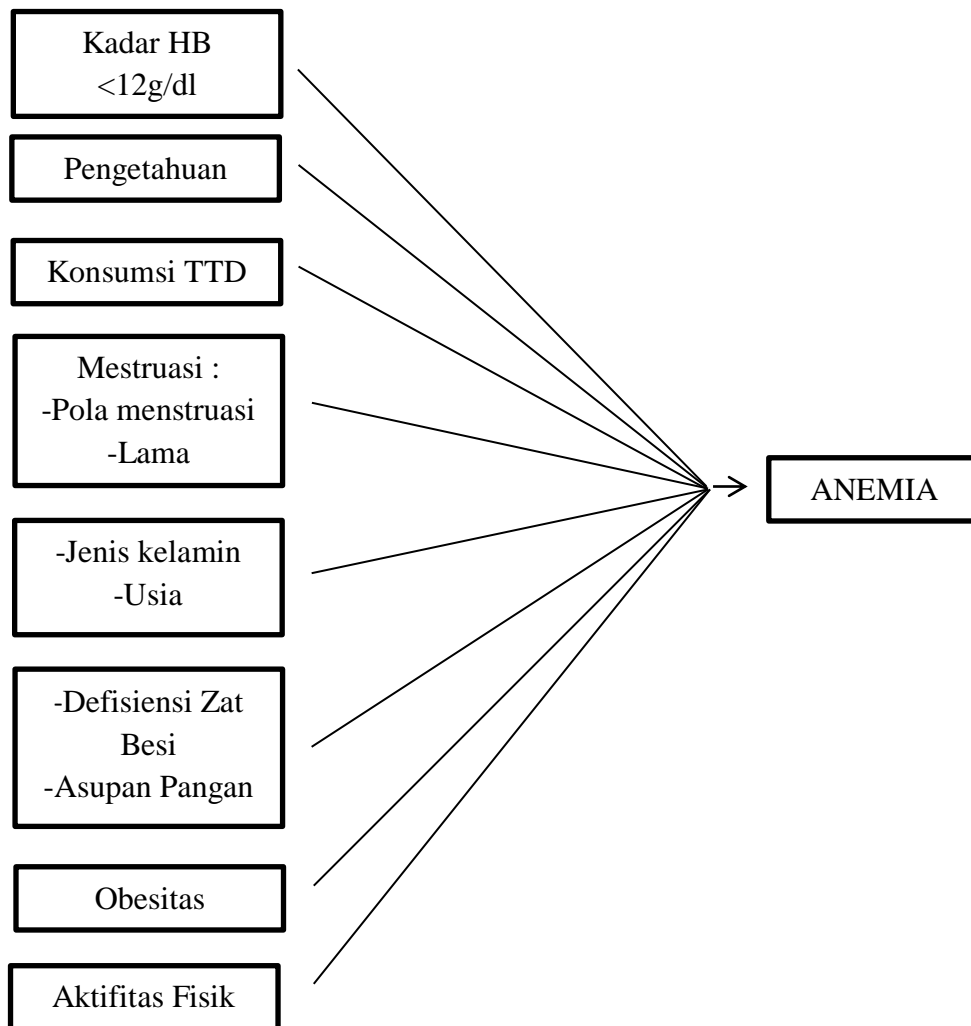 Kadar HB
<12g/dl
Pengetahuan
Konsumsi TTD
Mestruasi :
-Pola menstruasi
-Lama
-Jenis kelamin
-Usia
-Defisiensi Zat
Besi
-Asupan Pangan
Obesitas
Aktifitas Fisik
ANEMIA